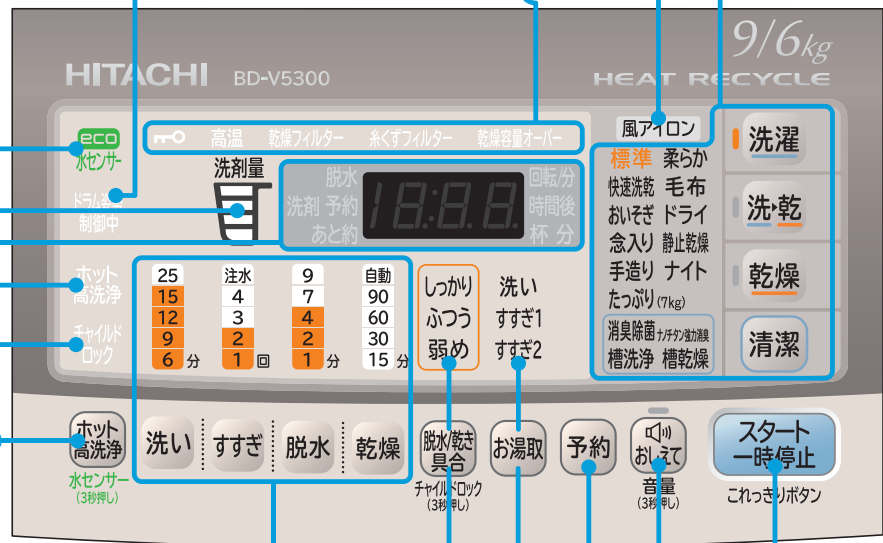 9/6kg
HITACHI BD-V5300
HEAT RECYCLE
eco
水センサー
高温 乾燥フィルター 糸くずフィルター 乾燥容量オーバー
風アイロン
洗濯
洗剤量
脱水 回転/分
洗剤 予約 18:8.8 時間後
あと約 杯 分
制御中
標準 柔らか
快速洗乾 毛布
おいそぎ ドライ
念入り 静止乾燥
手造り ナイト
たっぷり(7kg)
消臭除菌 ナノチタン強力消臭
槽洗浄 槽乾燥
洗・乾
乾燥
清潔
ホット
高洗浄
チャイルド
ロック
25 注水 9 自動
15 4 7 90
12 3 4 60
9 2 2 30
6 分 1 回 1 分 15 分
しっかり 洗い
ふつう すすぎ1
弱め すすぎ2
ホット
高洗浄
水センサー
(3秒押し)
洗い すすぎ 脱水 乾燥
脱水/乾き
具合
チャイルドロック
(3秒押し)
お湯取
予約
おしえて
音量
(3秒押し)
スタート
一時停止
これっきりボタン